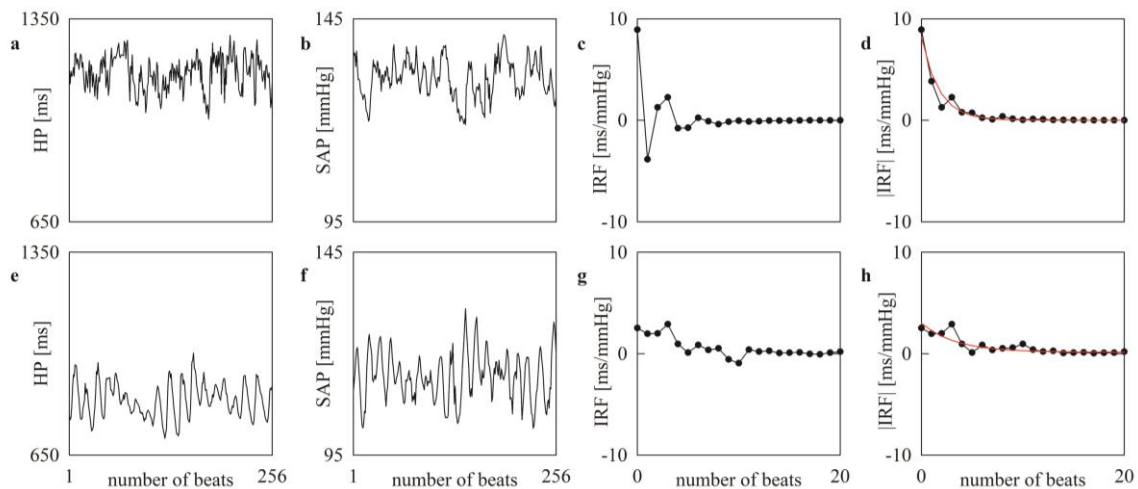 1350
a
HP [ms]
650
145
b
SAP [mmHg]
95
10
c
IRF [ms/mmHg]
0
-10
10
d
|IRF| [ms/mmHg]
0
-10
1350
e
HP [ms]
650
1
256
number of beats
145
f
SAP [mmHg]
95
1
256
number of beats
10
g
IRF [ms/mmHg]
0
-10
0
20
number of beats
10
h
|IRF| [ms/mmHg]
0
-10
0
20
number of beats